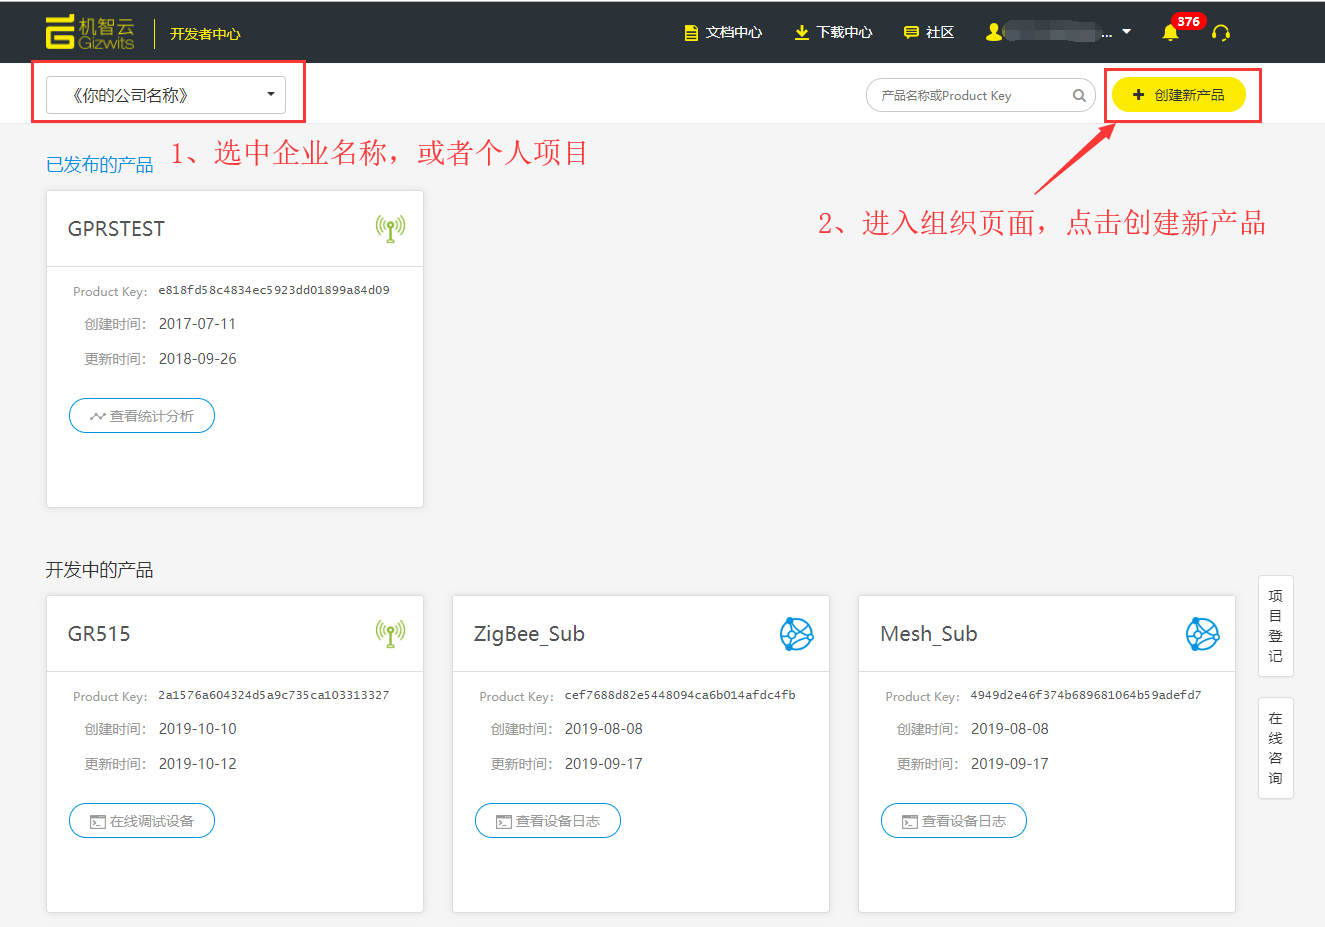 机智云
Gizwits
开发者中心
文档中心
下载中心
社区
...
376
《你的公司名称》
产品名称或Product Key
创建新产品
已发布的产品
1、选中企业名称，或者个人项目
2、进入组织页面，点击创建新产品
GPRSTEST
Product Key: e818fd58c4834ec5923dd01899a84d09
创建时间: 2017-07-11
更新时间: 2018-09-26
查看统计分析
开发中的产品
GR515
Product Key: 2a1576a604324d5a9c735ca103313327
创建时间: 2019-10-10
更新时间: 2019-10-12
在线调试设备
ZigBee_Sub
Product Key: cef7688d82e5448094ca6b014afdc4fb
创建时间: 2019-08-08
更新时间: 2019-09-17
查看设备日志
Mesh_Sub
Product Key: 4949d2e46f374b689681064b59adefd7
创建时间: 2019-08-08
更新时间: 2019-09-17
查看设备日志
项目登记
在线咨询